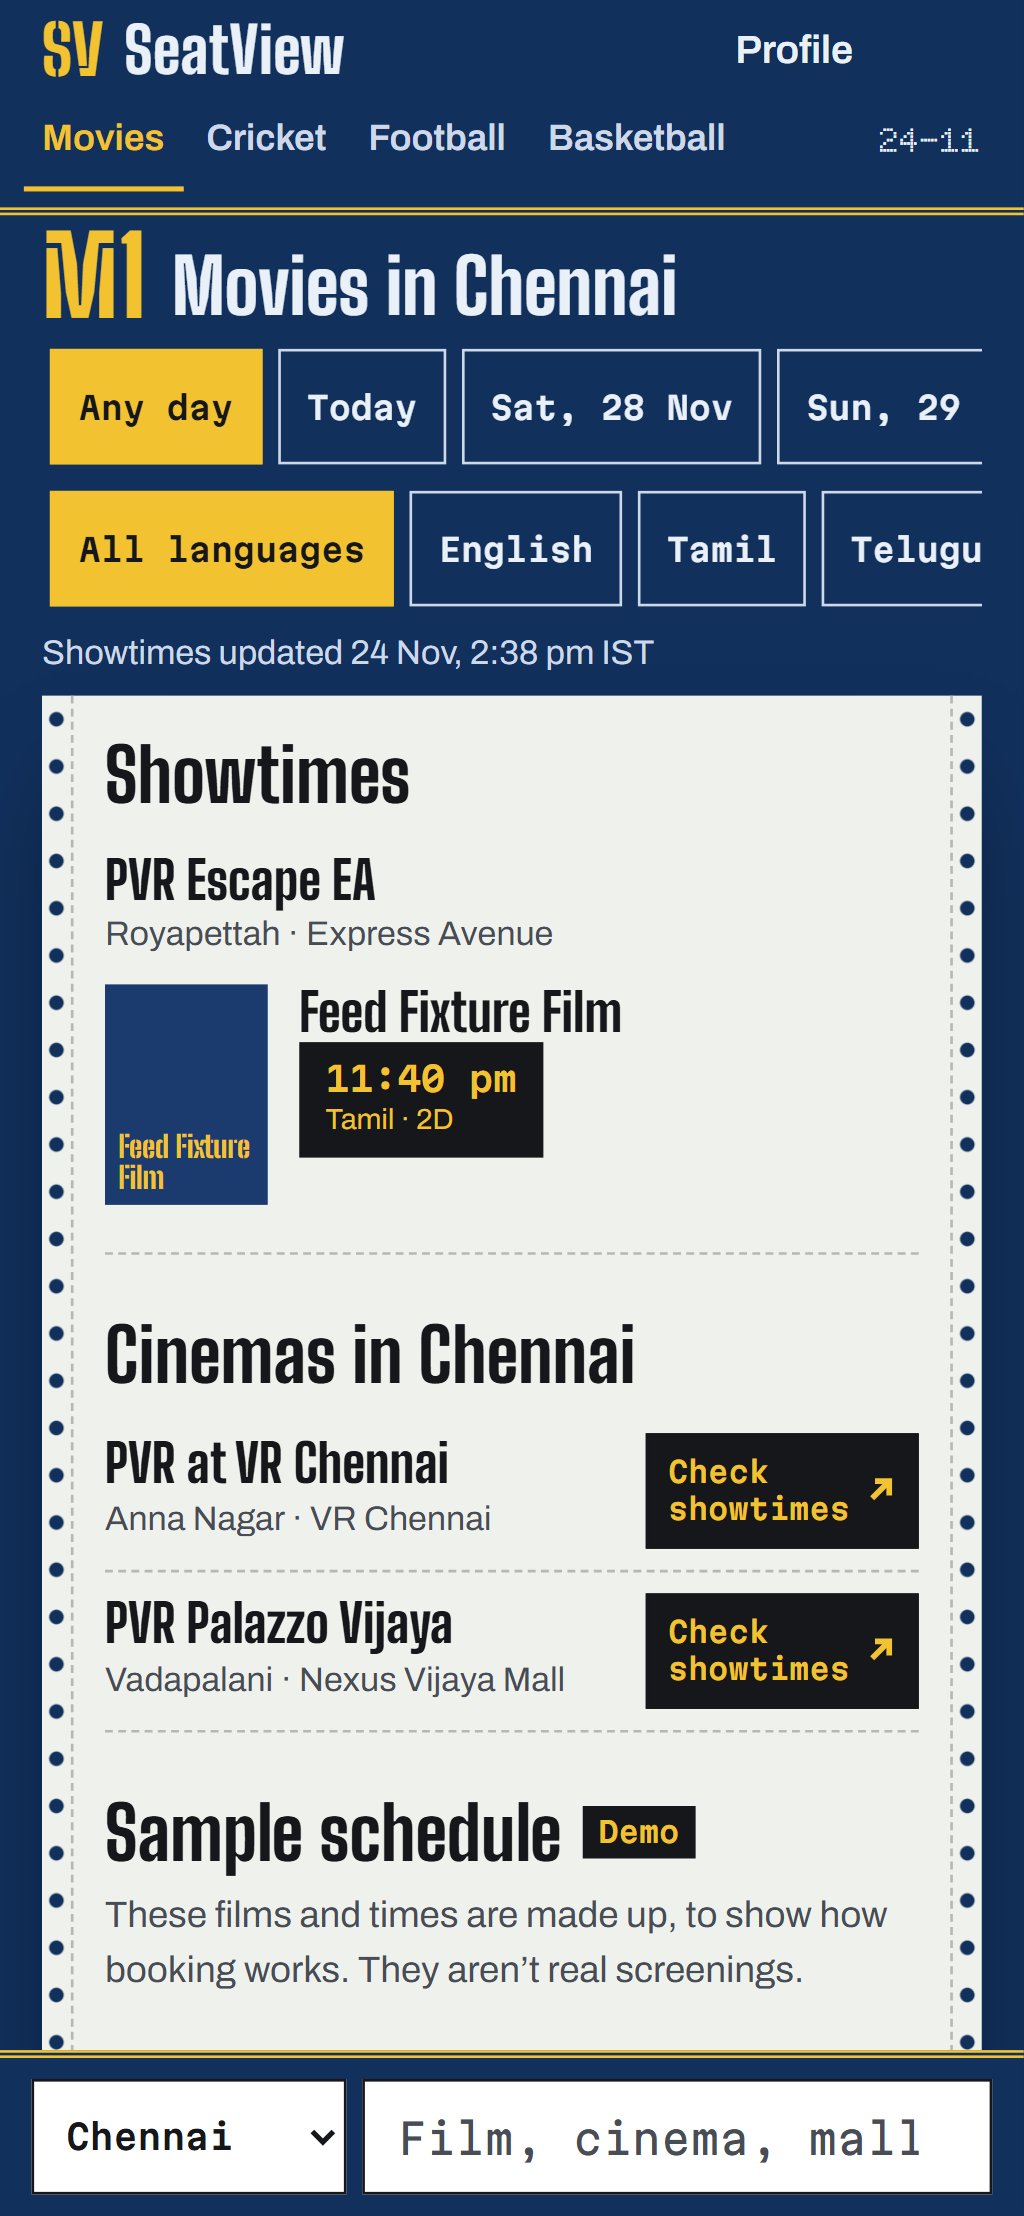 SV SeatView
Profile
Movies Cricket Football Basketball
24-11
M1 Movies in Chennai
Any day Today Sat, 28 Nov Sun, 29
All languages English Tamil Telugu
Showtimes updated 24 Nov, 2:38 pm IST
Showtimes
PVR Escape EA
Royapettah · Express Avenue
Feed Fixture Film
11:40 pm
Tamil · 2D
Feed Fixture
Film
Cinemas in Chennai
PVR at VR Chennai
Anna Nagar · VR Chennai
Check
showtimes
PVR Palazzo Vijaya
Vadapalani · Nexus Vijaya Mall
Check
showtimes
Sample schedule Demo
These films and times are made up, to show how
booking works. They aren’t real screenings.
Chennai
Film, cinema, mall